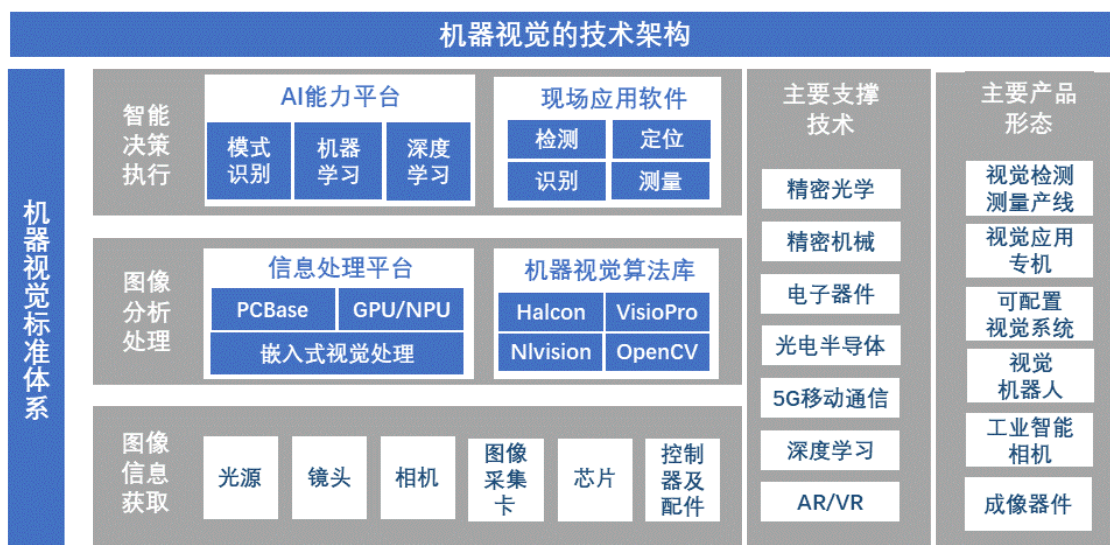 机器视觉的技术架构
机器视觉标准体系
智能
决策
执行
AI能力平台
模式
识别
机器
学习
深度
学习
现场应用软件
检测
定位
识别
测量
图像
分析
处理
信息处理平台
PCBase
GPU/NPU
嵌入式视觉处理
机器视觉算法库
Halcon
VisioPro
NIvision
OpenCV
图像
信息
获取
光源
镜头
相机
图像
采集
卡
芯片
控制
器及
配件
主要支撑
技术
精密光学
精密机械
电子器件
光电半导体
5G移动通信
深度学习
AR/VR
主要产品
形态
视觉检测
测量产线
视觉应用
专机
可配置
视觉系统
视觉
机器人
工业智能
相机
成像器件